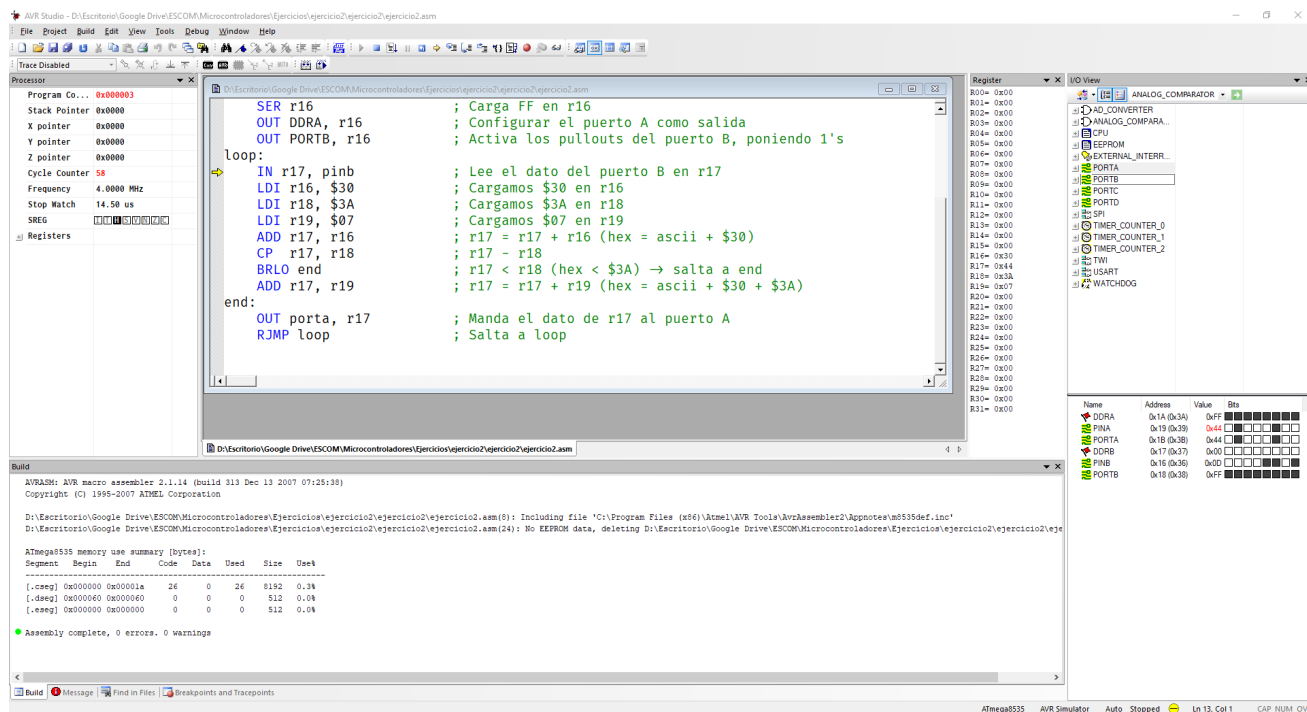 AVR Studio - D:\Escritorio\Google Drive\ESCOM\Microcontroladores\Ejercicios\ejercicio2\ejercicio2\ejercicio2.asm
File Project Build Edit View Tools Debug Window Help
Trace Disabled
Processor
Program Co... 0x000003
Stack Pointer 0x0000
X pointer 0x0000
Y pointer 0x0000
Z pointer 0x0000
Cycle Counter 58
Frequency 4.0000 MHz
Stop Watch 14.50 us
SREG I T H S V N Z C
Registers
D:\Escritorio\Google Drive\ESCOM\Microcontroladores\Ejercicios\ejercicio2\ejercicio2\ejercicio2.asm
SER r16 ; Carga FF en r16
OUT DDRA, r16 ; Configurar el puerto A como salida
OUT PORTB, r16 ; Activa los pullouts del puerto B, poniendo 1's
loop:
IN r17, pinb ; Lee el dato del puerto B en r17
LDI r16, $30 ; Cargamos $30 en r16
LDI r18, $3A ; Cargamos $3A en r18
LDI r19, $07 ; Cargamos $07 en r19
ADD r17, r16 ; r17 = r17 + r16 (hex = ascii + $30)
CP r17, r18 ; r17 - r18
BRLO end ; r17 < r18 (hex < $3A) → salta a end
ADD r17, r19 ; r17 = r17 + r19 (hex = ascii + $30 + $3A)
end:
OUT porta, r17 ; Manda el dato de r17 al puerto A
RJMP loop ; Salta a loop
D:\Escritorio\Google Drive\ESCOM\Microcontroladores\Ejercicios\ejercicio2\ejercicio2\ejercicio2.asm
Register
R00= 0x00
R01= 0x00
R02= 0x00
R03= 0x00
R04= 0x00
R05= 0x00
R06= 0x00
R07= 0x00
R08= 0x00
R09= 0x00
R10= 0x00
R11= 0x00
R12= 0x00
R13= 0x00
R14= 0x00
R15= 0x00
R16= 0x30
R17= 0x44
R18= 0x3A
R19= 0x07
R20= 0x00
R21= 0x00
R22= 0x00
R23= 0x00
R24= 0x00
R25= 0x00
R26= 0x00
R27= 0x00
R28= 0x00
R29= 0x00
R30= 0x00
R31= 0x00
I/O View
ANALOG_COMPARATOR
AD_CONVERTER
ANALOG_COMPARA...
CPU
EEPROM
EXTERNAL_INTERR...
PORTA
PORTB
PORTC
PORTD
SPI
TIMER_COUNTER_0
TIMER_COUNTER_1
TIMER_COUNTER_2
TWI
USART
WATCHDOG
Name Address Value Bits
DDRA 0x1A (0x3A) 0xFF
PINA 0x19 (0x39) 0x44
PORTA 0x1B (0x3B) 0x44
DDRB 0x17 (0x37) 0x00
PINB 0x16 (0x36) 0x0D
PORTB 0x18 (0x38) 0xFF
Build
AVRASM: AVR macro assembler 2.1.14 (build 313 Dec 13 2007 07:25:38)
Copyright (C) 1995-2007 ATMEL Corporation
D:\Escritorio\Google Drive\ESCOM\Microcontroladores\Ejercicios\ejercicio2\ejercicio2\ejercicio2.asm(8): Including file 'C:\Program Files (x86)\Atmel\AVR Tools\AvrAssembler2\Appnotes\m8535def.inc'
D:\Escritorio\Google Drive\ESCOM\Microcontroladores\Ejercicios\ejercicio2\ejercicio2\ejercicio2.asm(24): No EEPROM data, deleting D:\Escritorio\Google Drive\ESCOM\Microcontroladores\Ejercicios\ejercicio2\ejercicio2\eje
ATmega8535 memory use summary [bytes]:
Segment Begin End Code Data Used Size Use%
---------------------------------------------------------------
[.cseg] 0x000000 0x00001a 26 0 26 8192 0.3%
[.dseg] 0x000060 0x000060 0 0 0 512 0.0%
[.eseg] 0x000000 0x000000 0 0 0 512 0.0%
Assembly complete, 0 errors. 0 warnings
Build Message Find in Files Breakpoints and Tracepoints
ATmega8535 AVR Simulator Auto Stopped Ln 13, Col 1 CAP NUM OV